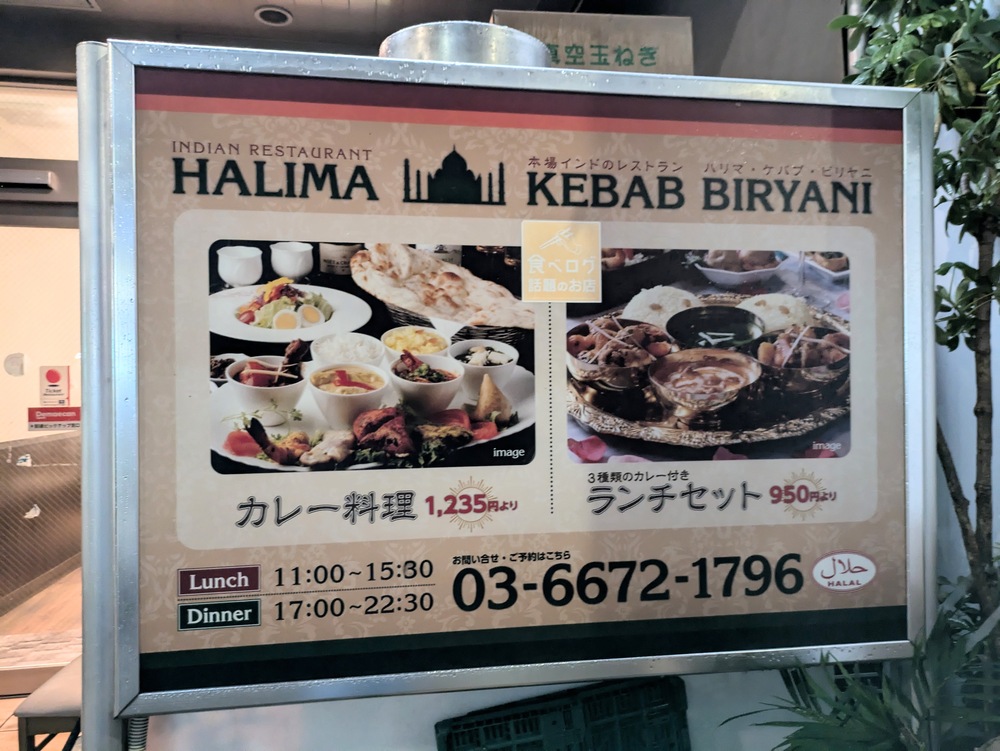 真空玉ねぎ
INDIAN RESTAURANT
HALIMA
本場インドのレストラン ハリマ・ケバブ・ビリヤニ
KEBAB BIRYANI
食べログ
話題のお店
image
image
カレー料理 1,235円より
3種類のカレー付き
ランチセット 950円より
Lunch 11:00~15:30
Dinner 17:00~22:30
お問い合せ・ご予約はこちら
03-6672-1796
حلال
HALAL
Demaecan